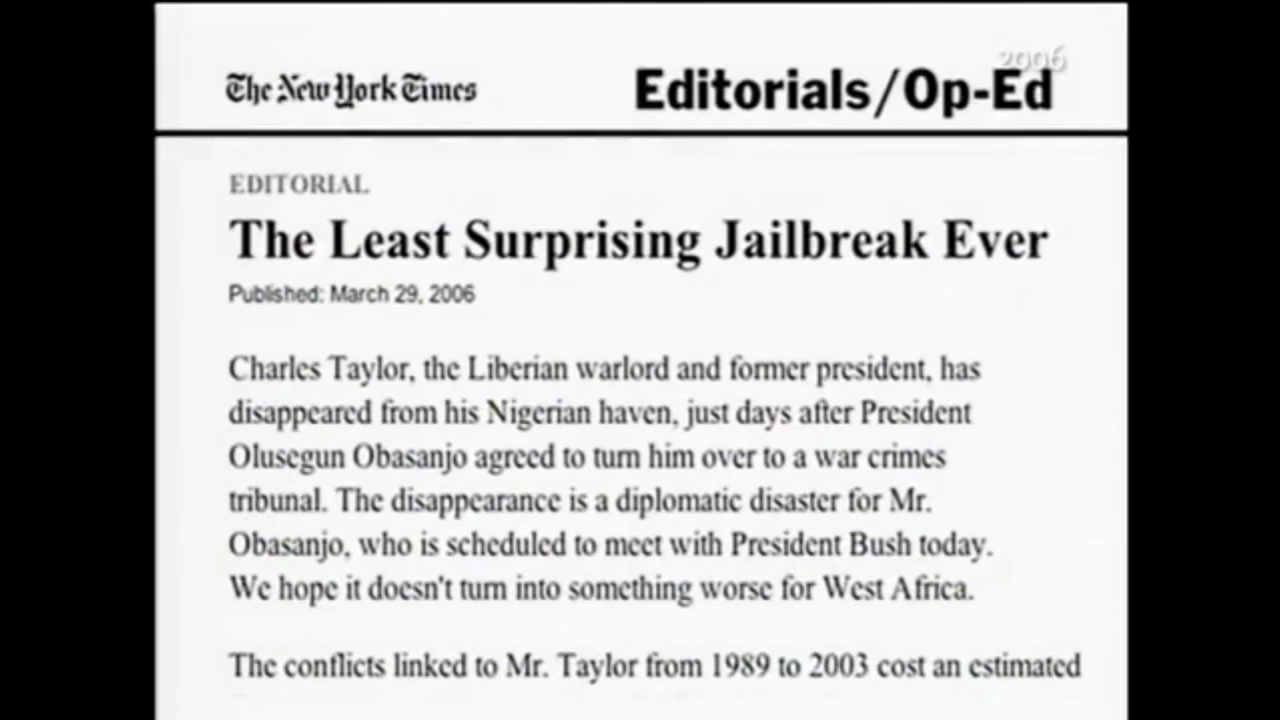 2006
The New York Times
Editorials/Op-Ed
EDITORIAL
The Least Surprising Jailbreak Ever
Published: March 29, 2006
Charles Taylor, the Liberian warlord and former president, has
disappeared from his Nigerian haven, just days after President
Olusegun Obasanjo agreed to turn him over to a war crimes
tribunal. The disappearance is a diplomatic disaster for Mr.
Obasanjo, who is scheduled to meet with President Bush today.
We hope it doesn't turn into something worse for West Africa.
The conflicts linked to Mr. Taylor from 1989 to 2003 cost an estimated